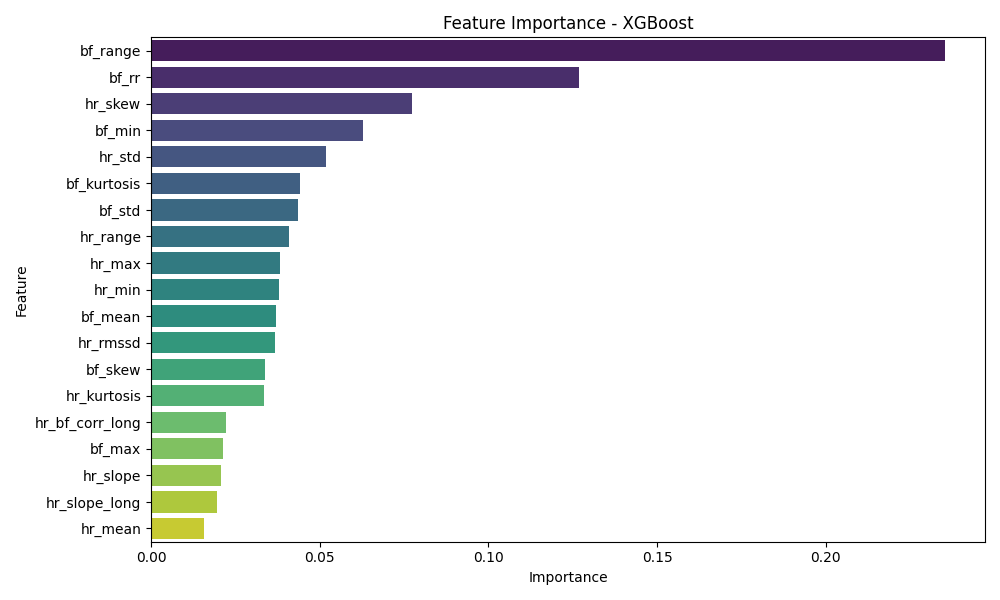 Feature Importance - XGBoost
Feature
bf_range
bf_rr
hr_skew
bf_min
hr_std
bf_kurtosis
bf_std
hr_range
hr_max
hr_min
bf_mean
hr_rmssd
bf_skew
hr_kurtosis
hr_bf_corr_long
bf_max
hr_slope
hr_slope_long
hr_mean
0.00 0.05 0.10 0.15 0.20
Importance